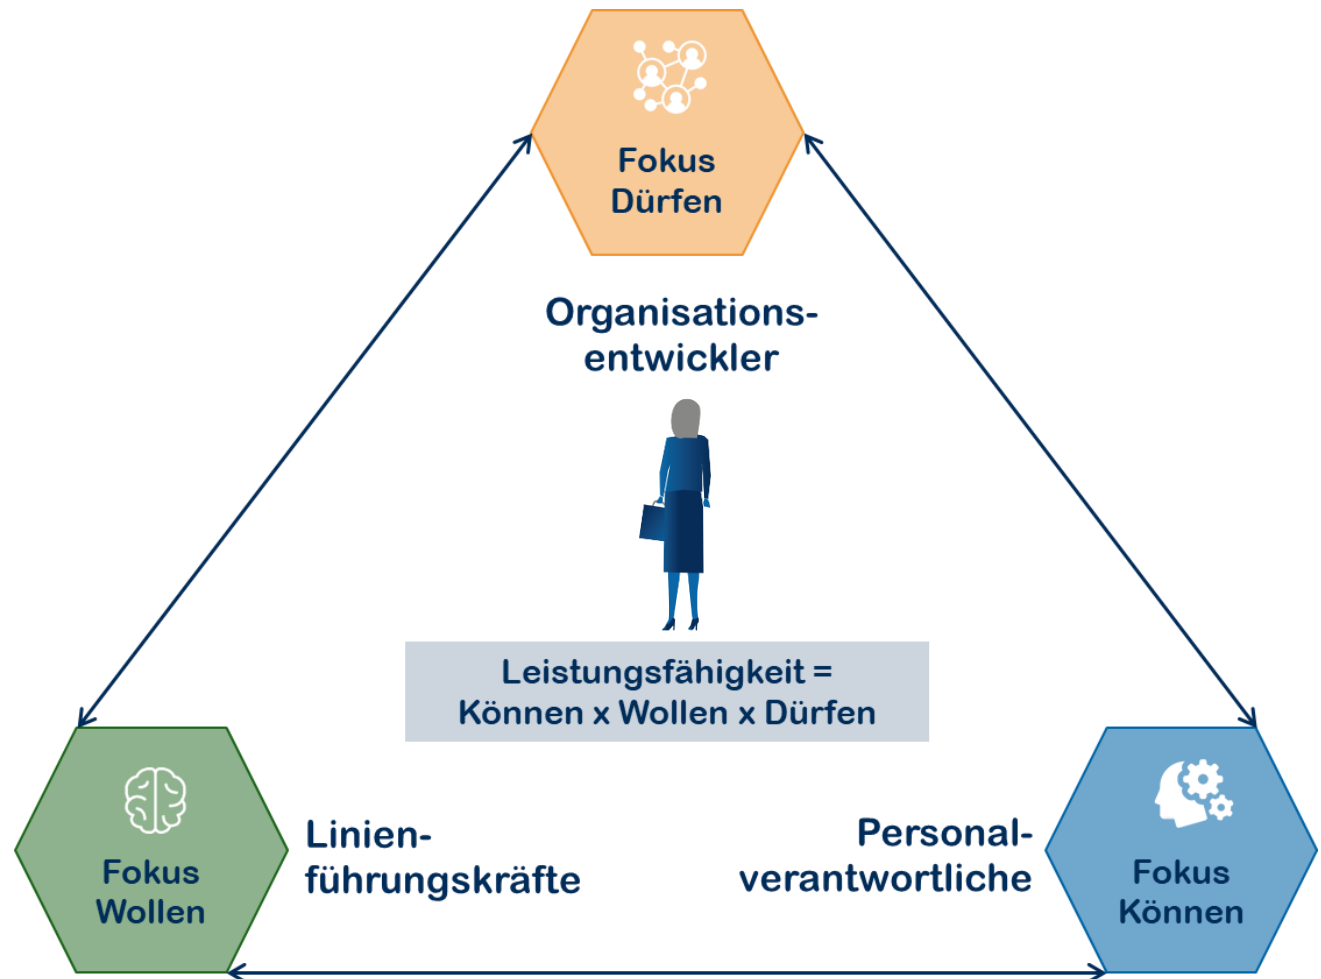 Fokus
Dürfen
Organisations-
entwickler
Leistungsfähigkeit =
Können x Wollen x Dürfen
Linien-
führungskräfte
Personal-
verantwortliche
Fokus
Wollen
Fokus
Können